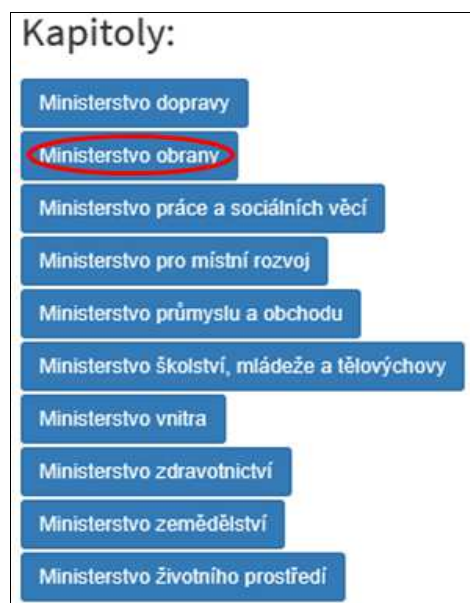 Kapitoly:
Ministerstvo dopravy
Ministerstvo obrany
Ministerstvo práce a sociálních věcí
Ministerstvo pro místní rozvoj
Ministerstvo průmyslu a obchodu
Ministerstvo školství, mládeže a tělovýchovy
Ministerstvo vnitra
Ministerstvo zdravotnictví
Ministerstvo zemědělství
Ministerstvo životního prostředí